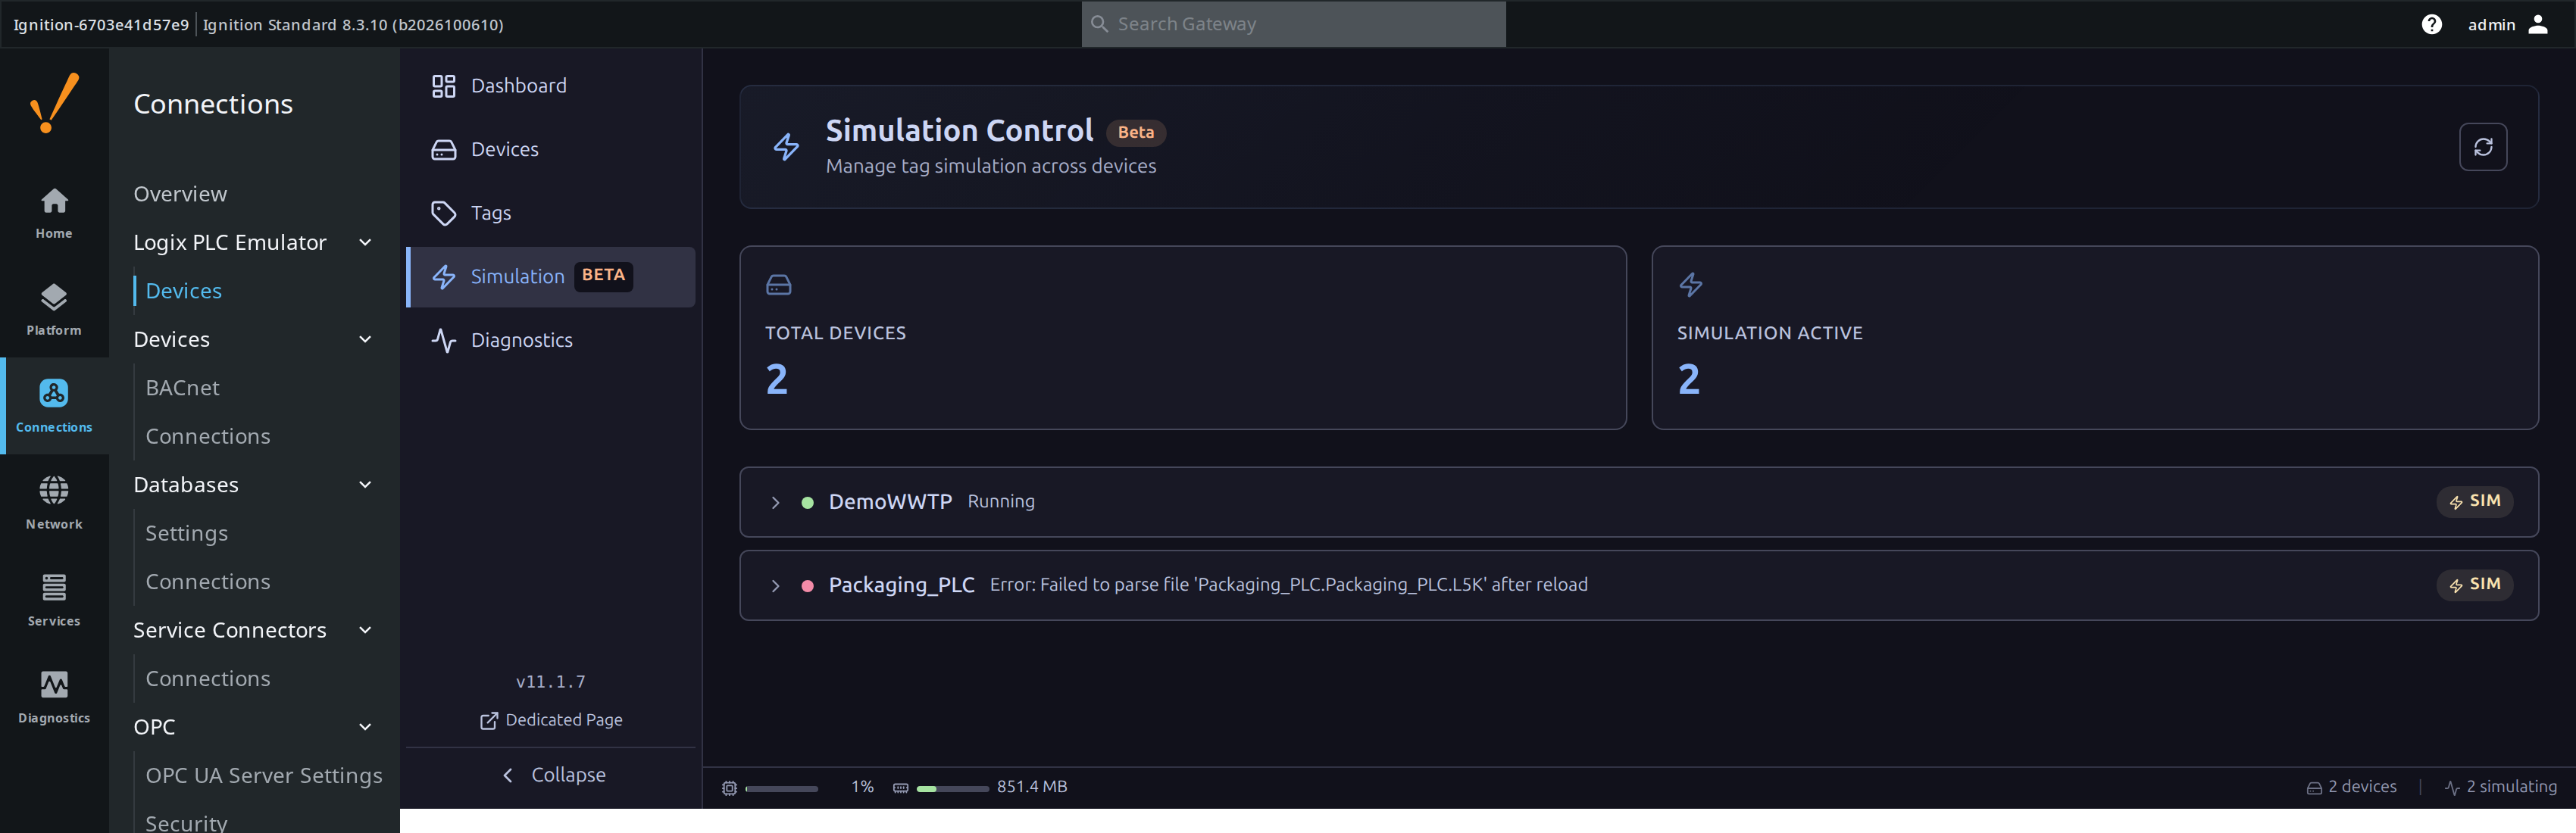 Ignition-6703e41d57e9 | Ignition Standard 8.3.10 (b2026100610)
Search Gateway
admin
Home
Platform
Connections
Network
Services
Diagnostics
Connections
Overview
Logix PLC Emulator
Devices
Devices
BACnet
Connections
Databases
Settings
Connections
Service Connectors
Connections
OPC
OPC UA Server Settings
Security
Dashboard
Devices
Tags
Simulation BETA
Diagnostics
v11.1.7
Dedicated Page
Collapse
Simulation Control Beta
Manage tag simulation across devices
TOTAL DEVICES
2
SIMULATION ACTIVE
2
DemoWWTP Running SIM
Packaging_PLC Error: Failed to parse file 'Packaging_PLC.Packaging_PLC.L5K' after reload SIM
1% 851.4 MB
2 devices | 2 simulating